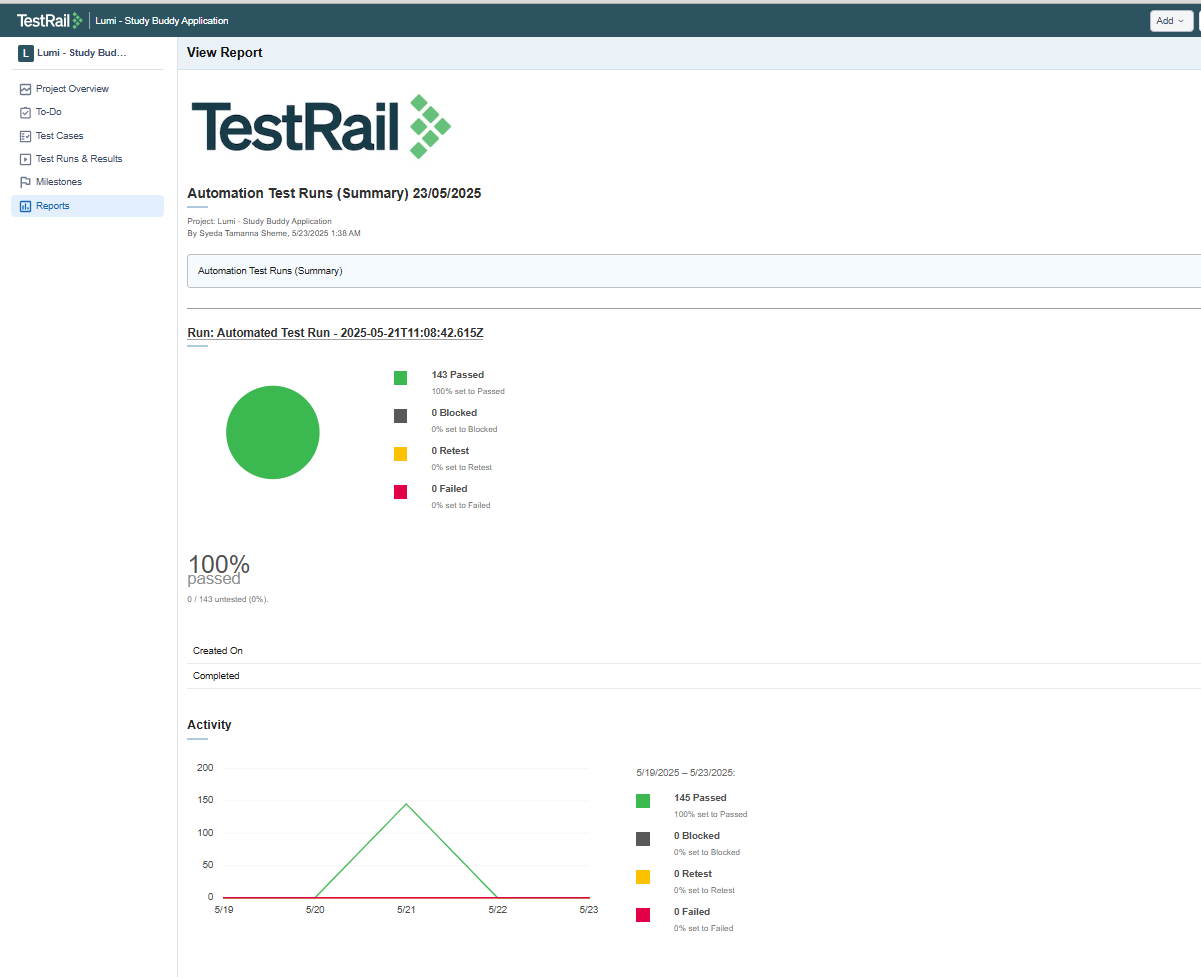 TestRail Lumi - Study Buddy Application Add
L Lumi - Study Bud...
View Report
Project Overview
To-Do
Test Cases
Test Runs & Results
Milestones
Reports
TestRail
Automation Test Runs (Summary) 23/05/2025
Project: Lumi - Study Buddy Application
By Syeda Tamanna Sheme, 5/23/2025 1:38 AM
Automation Test Runs (Summary)
Run: Automated Test Run - 2025-05-21T11:08:42.615Z
143 Passed
100% set to Passed
0 Blocked
0% set to Blocked
0 Retest
0% set to Retest
0 Failed
0% set to Failed
100%
passed
0 / 143 untested (0%).
Created On
Completed
Activity
200
150
100
50
0
5/19 5/20 5/21 5/22 5/23
5/19/2025 – 5/23/2025:
145 Passed
100% set to Passed
0 Blocked
0% set to Blocked
0 Retest
0% set to Retest
0 Failed
0% set to Failed